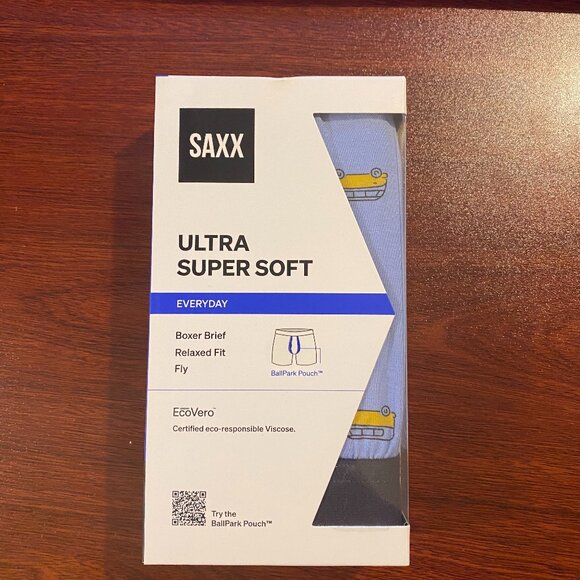 SAXX
ULTRA
SUPER SOFT
EVERYDAY
Boxer Brief
Relaxed Fit
Fly
BallPark Pouch™
EcoVero™
Certified eco-responsible Viscose.
Try the
BallPark Pouch™